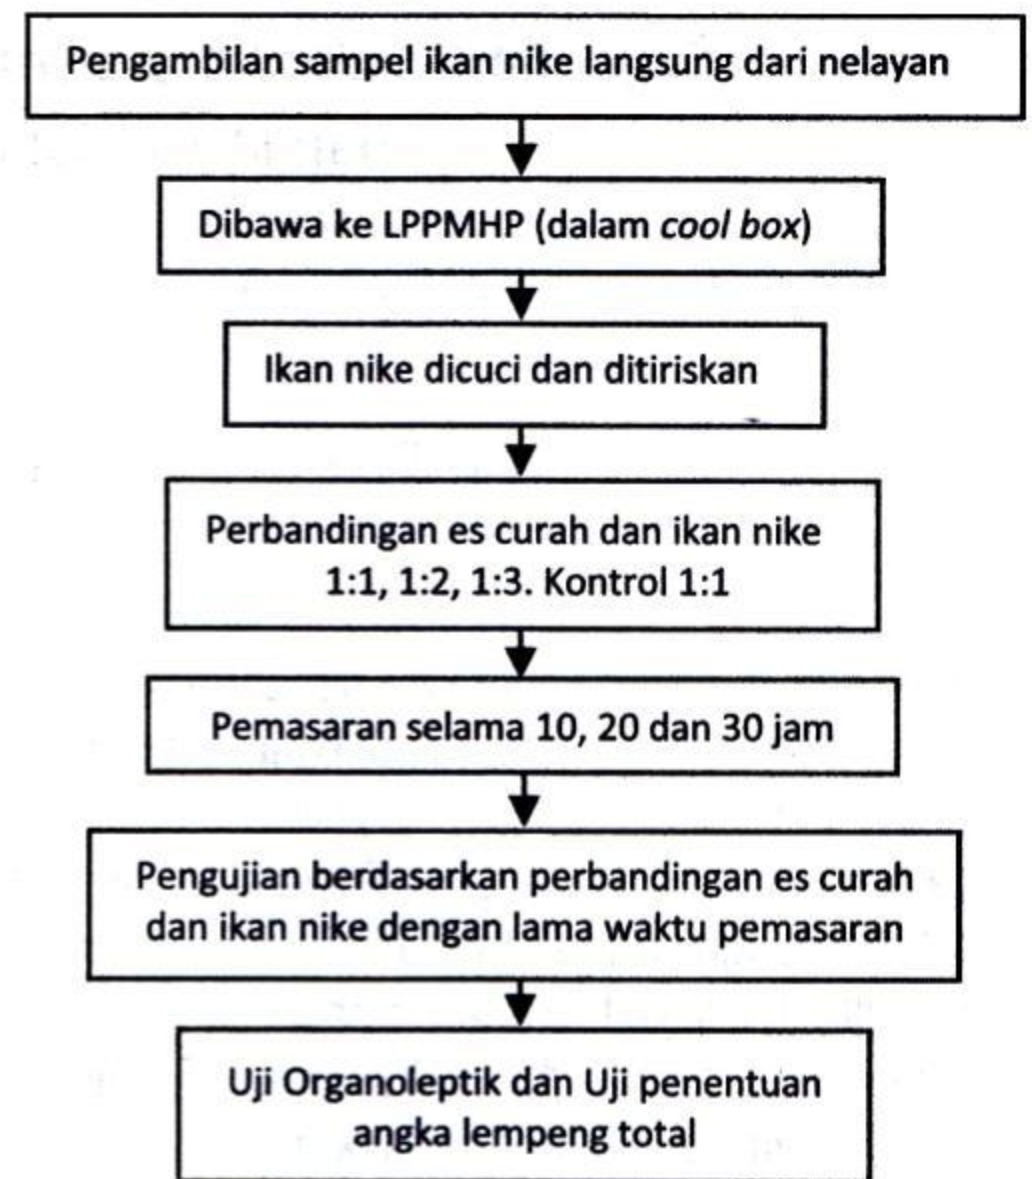 Pengambilan sampel ikan nike langsung dari nelayan
Dibawa ke LPPMHP (dalam cool box)
Ikan nike dicuci dan ditiriskan
Perbandingan es curah dan ikan nike
1:1, 1:2, 1:3. Kontrol 1:1
Pemasaran selama 10, 20 dan 30 jam
Pengujian berdasarkan perbandingan es curah
dan ikan nike dengan lama waktu pemasaran
Uji Organoleptik dan Uji penentuan
angka lempeng total